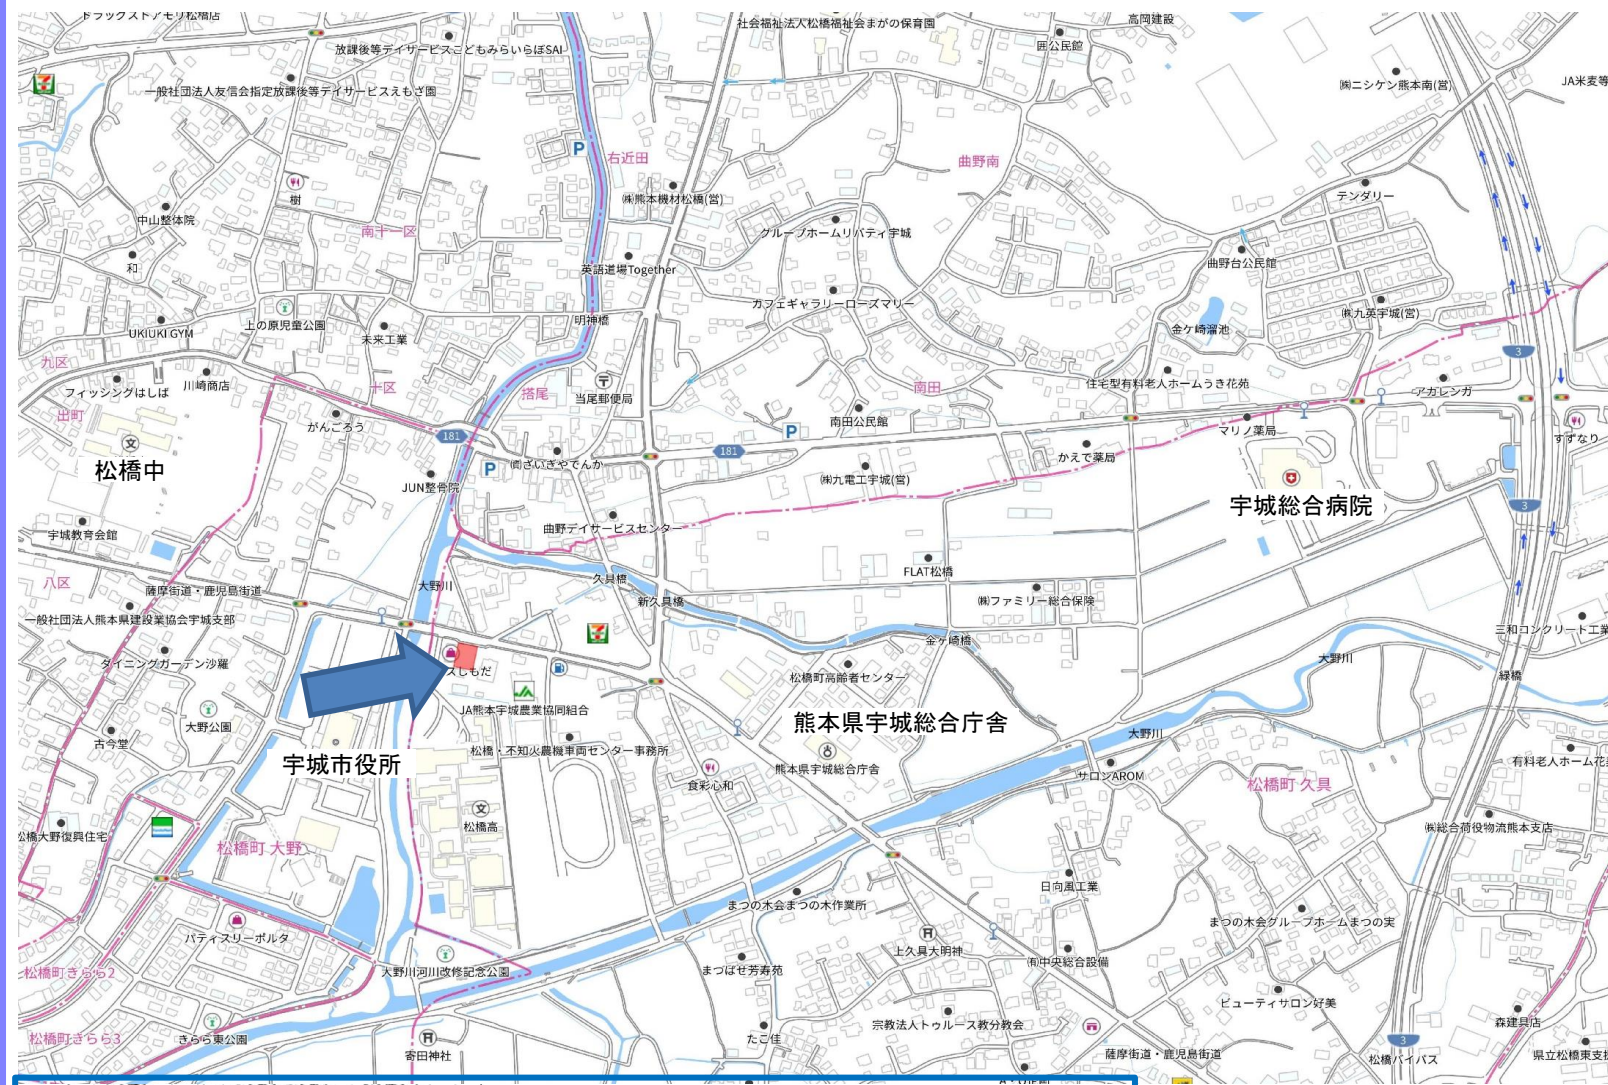 ドラッグストアモリ松橋店
社会福祉法人松橋福祉会まがの保育園
高岡建設
放課後等デイサービスこどもみらいらぼSAI
囲公民館
㈱ニシケン熊本南(営)
JA米麦等
一般社団法人友信会指定放課後等デイサービスえもざ園
P
右近田
曲野南
樹
㈱熊本機材松橋(営)
テンダリー
中山整体院
南十一区
グループホームリバティ宇城
和
英語道場Together
曲野台公民館
カフェギャラリーローズマリー
上の原児童公園
UKIUKI GYM
未来工業
明神橋
金ケ崎溜池
㈱九英宇城(営)
3
九区
フィッシングはしば
川崎商店
十区
搭尾
当尾郵便局
南田
住宅型有料老人ホームうき花苑
アカレンガ
出町
がんごろう
南田公民館
マリノ薬局
すずなり
文
181
P
181
かえで薬局
松橋中
P
㈲ざいぎやでんか
㈱九電工宇城(営)
JUN整骨院
宇城総合病院
3
宇城教育会館
曲野デイサービスセンター
八区
薩摩街道・鹿児島街道
大野川
久具橋
FLAT松橋
新久具橋
㈱ファミリー総合保険
一般社団法人熊本県建設業協会宇城支部
三和コンクリート工業
金ケ崎橋
ダイニングガーデン沙羅
スしもだ
松橋町高齢者センター
大野川
緑橋
JA熊本宇城農業協同組合
大野公園
熊本県宇城総合庁舎
大野川
古今堂
松橋・不知火農機車両センター事務所
宇城市役所
熊本県宇城総合庁舎
サロンAROM
有料老人ホーム花
食彩心和
松橋町 久具
文
松橋高
松橋大野復興住宅
松橋町 大野
㈱総合荷役物流熊本支店
日向風工業
まつの木会まつの木作業所
まつの木会グループホームまつの実
パティスリーポルタ
上久具大明神
㈲中央総合設備
松橋町きらら2
大野川河川改修記念公園
まつばせ芳寿苑
ビューティサロン好美
宗教法人トゥルース教分教会
森建具店
松橋町きらら3
きらら東公園
寄田神社
たこ佳
薩摩街道・鹿児島街道
3
松橋バイパス
県立松橋東支援